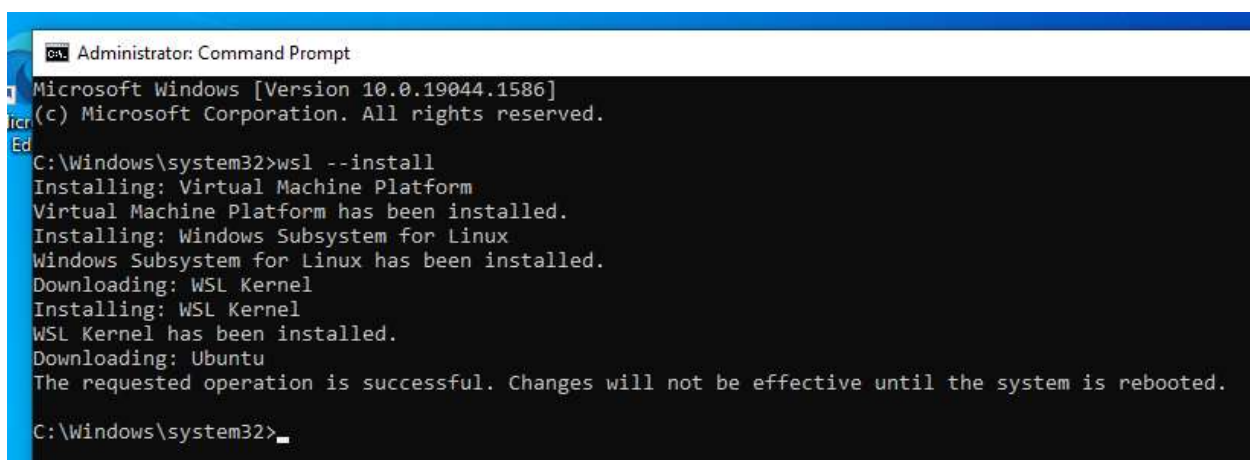 Administrator: Command Prompt
Microsoft Windows [Version 10.0.19044.1586]
(c) Microsoft Corporation. All rights reserved.
C:\Windows\system32>wsl --install
Installing: Virtual Machine Platform
Virtual Machine Platform has been installed.
Installing: Windows Subsystem for Linux
Windows Subsystem for Linux has been installed.
Downloading: WSL Kernel
Installing: WSL Kernel
WSL Kernel has been installed.
Downloading: Ubuntu
The requested operation is successful. Changes will not be effective until the system is rebooted.
C:\Windows\system32>